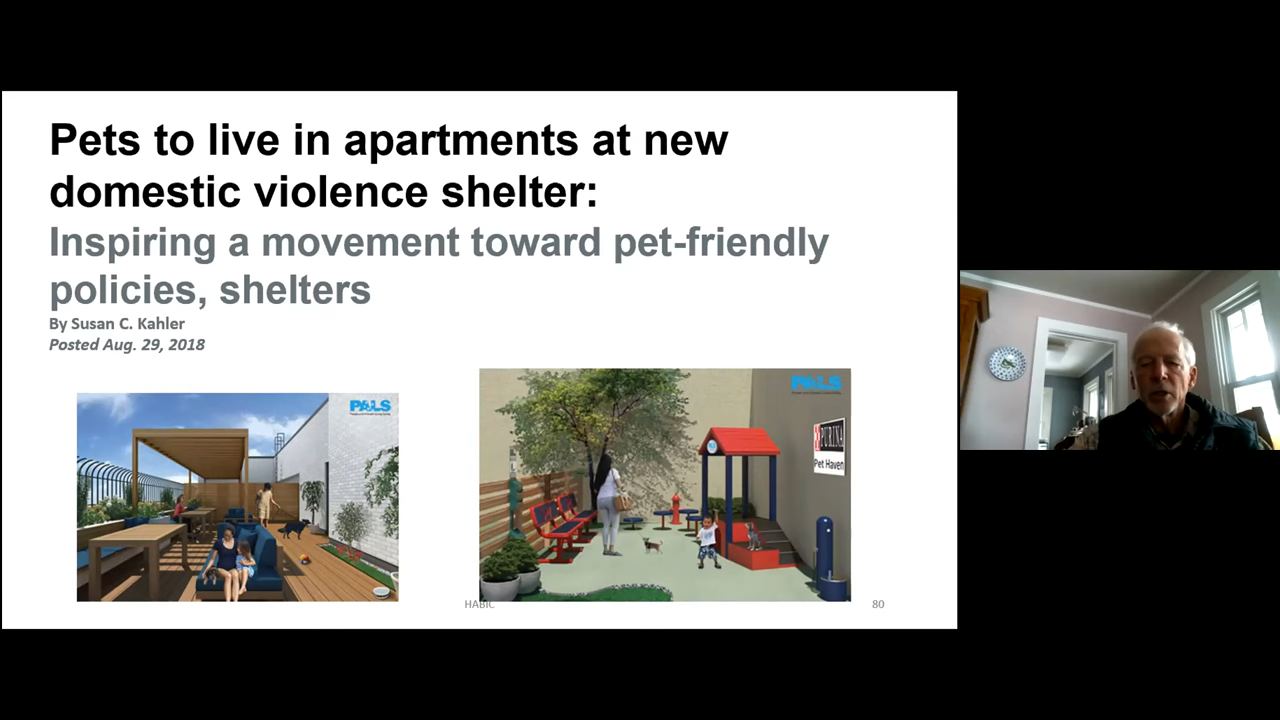 Pets to live in apartments at new
domestic violence shelter:
Inspiring a movement toward pet-friendly
policies, shelters
By Susan C. Kahler
Posted Aug. 29, 2018
PALS
PALS
PURINA
Pet Haven
HABIC
80